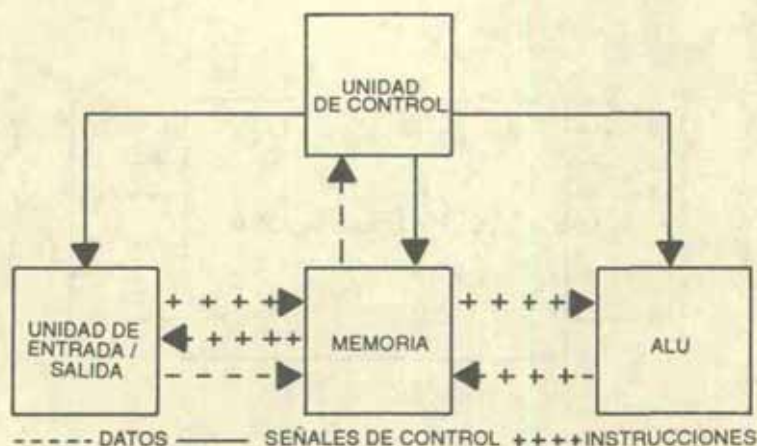 UNIDAD
DE CONTROL
UNIDAD DE
ENTRADA /
SALIDA
MEMORIA
ALU
----- DATOS ——— SEÑALES DE CONTROL ++++INSTRUCCIONES